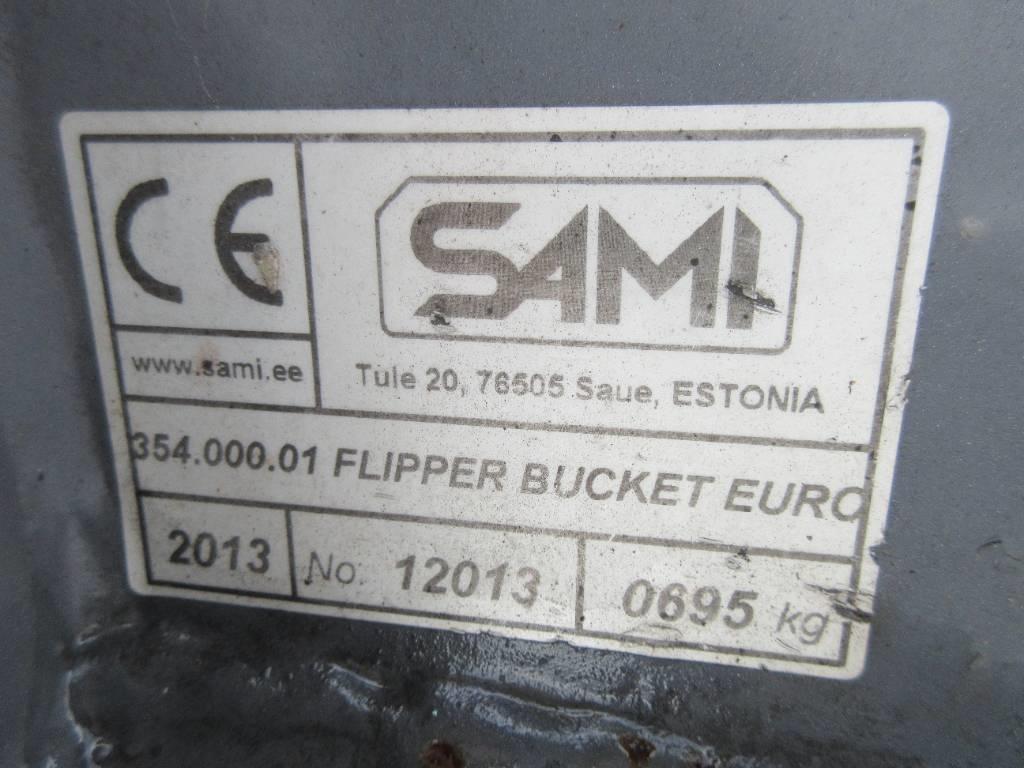 CE
SAMI
www.sami.ee
Tule 20, 76505 Saue, ESTONIA
354.000.01 FLIPPER BUCKET EURO
2013 No. 12013 0695 kg